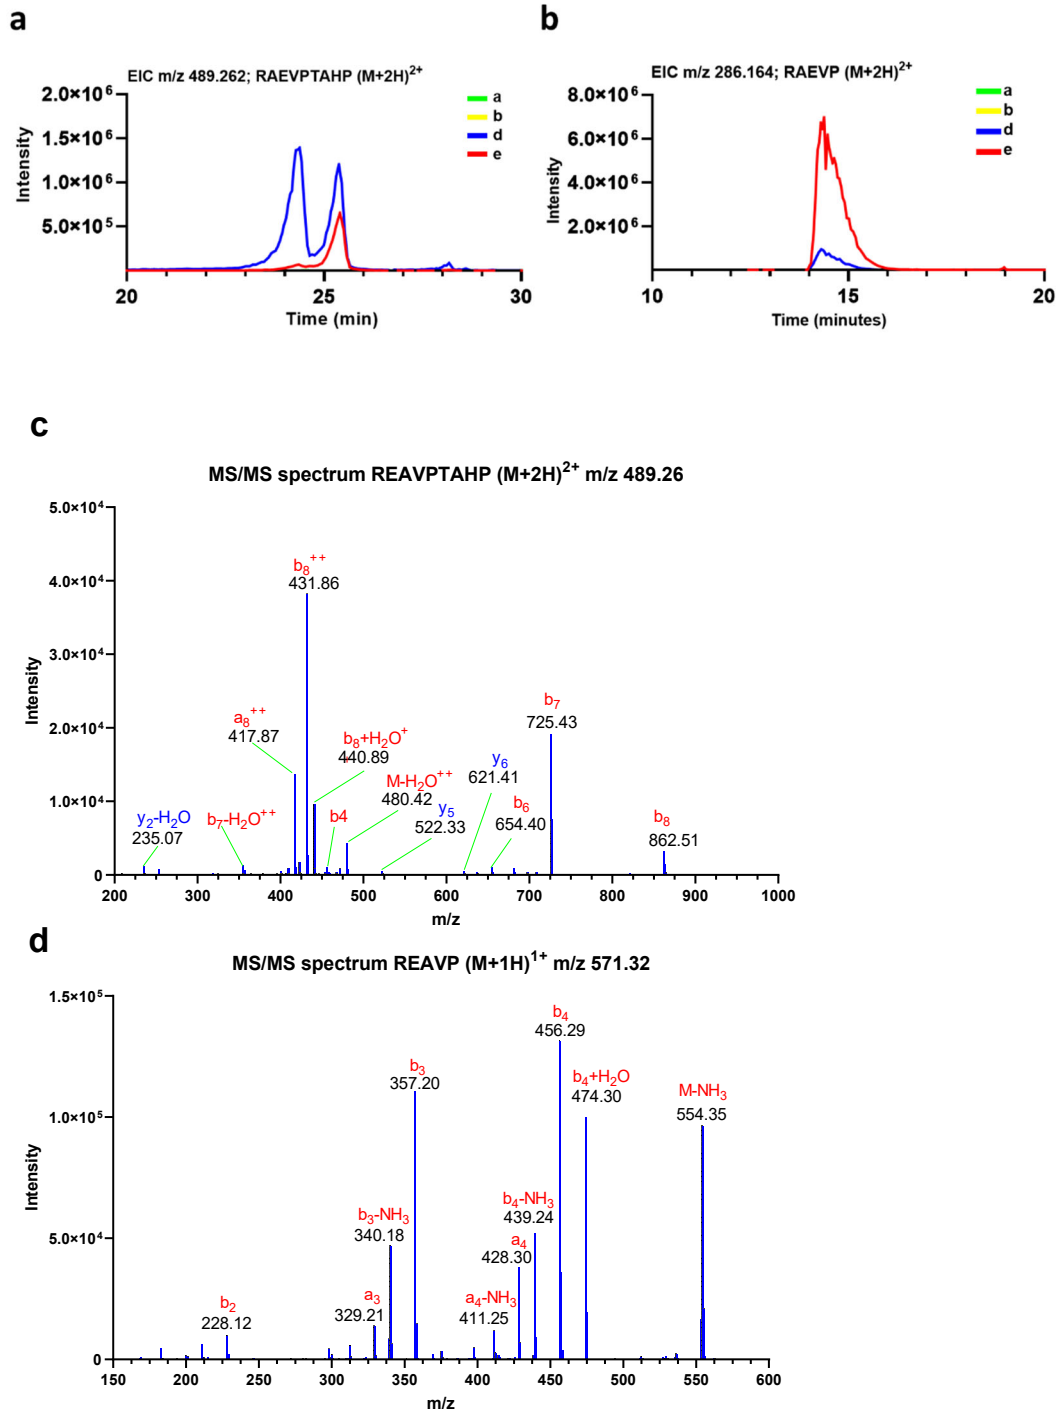 a
EIC m/z 489.262; RAEVPTAHP (M+2H)2+
2.0×10⁶
1.5×10⁶
1.0×10⁶
5.0×10⁵
Intensity
a
b
d
e
20
25
30
Time (min)
b
EIC m/z 286.164; RAEVP (M+2H)2+
8.0×10⁶
6.0×10⁶
4.0×10⁶
2.0×10⁶
Intensity
a
b
d
e
10
15
20
Time (minutes)
c
MS/MS spectrum REAVPTAHP (M+2H)2+ m/z 489.26
5.0×10⁴
4.0×10⁴
3.0×10⁴
2.0×10⁴
1.0×10⁴
0
Intensity
b₈⁺⁺
431.86
a₈⁺⁺
417.87
b₈+H₂O⁺
440.89
M-H₂O⁺⁺
480.42
y₂-H₂O
235.07
b₇-H₂O⁺⁺
b4
y₅
522.33
y₆
621.41
b₆
654.40
b₇
725.43
b₈
862.51
200
300
400
500
600
700
800
900
1000
m/z
d
MS/MS spectrum REAVP (M+1H)1+ m/z 571.32
1.5×10⁵
1.0×10⁵
5.0×10⁴
0
Intensity
b₂
228.12
a₃
329.21
b₃-NH₃
340.18
b₃
357.20
a₄-NH₃
411.25
a₄
428.30
b₄-NH₃
439.24
b₄
456.29
b₄+H₂O
474.30
M-NH₃
554.35
150
200
250
300
350
400
450
500
550
600
m/z